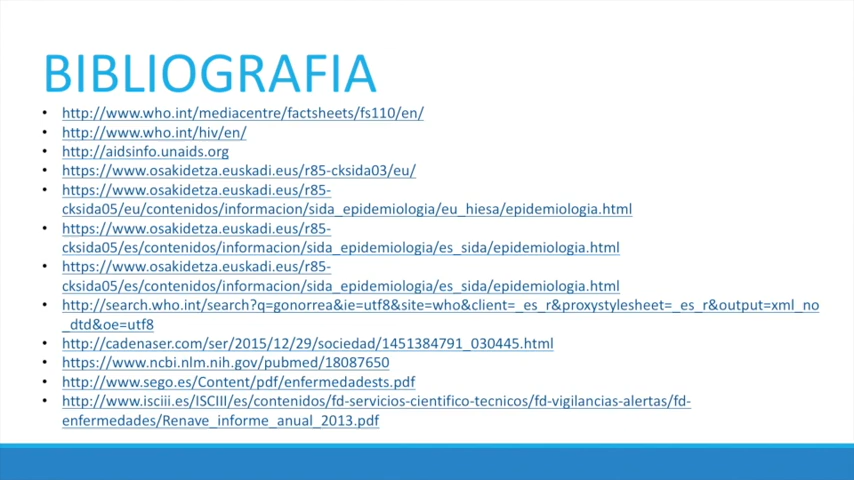 BIBLIOGRAFIA
• http://www.who.int/mediacentre/factsheets/fs110/en/
• http://www.who.int/hiv/en/
• http://aidsinfo.unaids.org
• https://www.osakidetza.euskadi.eus/r85-cksida03/eu/
• https://www.osakidetza.euskadi.eus/r85-
cksida05/eu/contenidos/informacion/sida_epidemiologia/eu_hiesa/epidemiologia.html
• https://www.osakidetza.euskadi.eus/r85-
cksida05/es/contenidos/informacion/sida_epidemiologia/es_sida/epidemiologia.html
• https://www.osakidetza.euskadi.eus/r85-
cksida05/es/contenidos/informacion/sida_epidemiologia/es_sida/epidemiologia.html
• http://search.who.int/search?q=gonorrea&ie=utf8&site=who&client=_es_r&proxystylesheet=_es_r&output=xml_no
_dtd&oe=utf8
• http://cadenaser.com/ser/2015/12/29/sociedad/1451384791_030445.html
• https://www.ncbi.nlm.nih.gov/pubmed/18087650
• http://www.sego.es/Content/pdf/enfermedadests.pdf
• http://www.isciii.es/ISCIII/es/contenidos/fd-servicios-cientifico-tecnicos/fd-vigilancias-alertas/fd-
enfermedades/Renave_informe_anual_2013.pdf